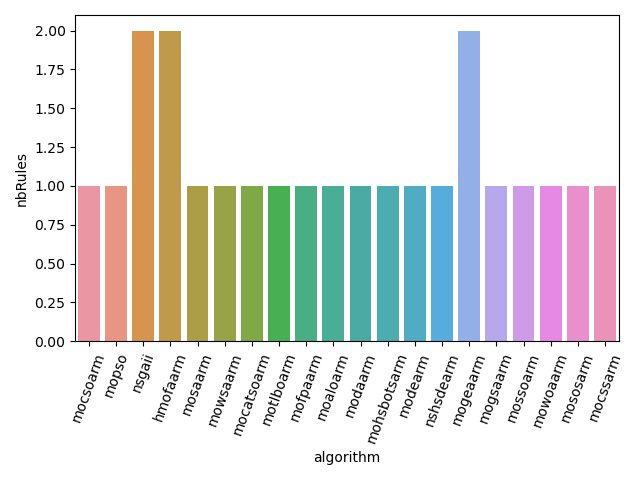 2.00
1.75
1.50
1.25
1.00
0.75
0.50
0.25
0.00
nbRules
mocsoarm
mopso
nsgaii
hmofaarm
mosaarm
mowsaarm
mocatsoarm
motlboarm
mofpaarm
moaloarm
modaarm
mohsbotsarm
modearm
nshsdearm
mogeaarm
mogsaarm
mossoarm
mowoaarm
mososarm
mocssarm
algorithm